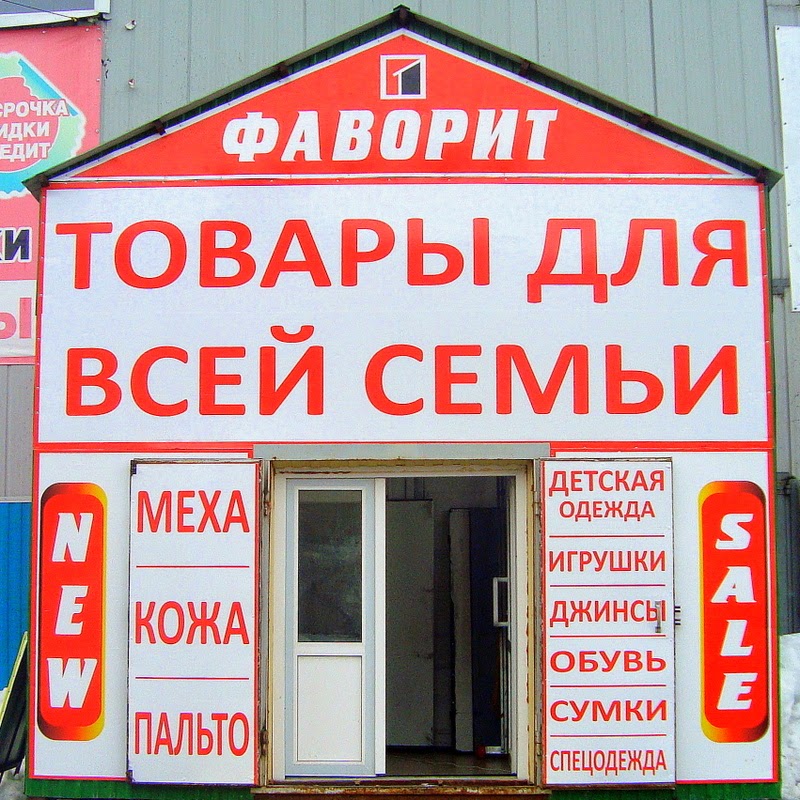 ФАВОРИТ
ТОВАРЫ ДЛЯ
ВСЕЙ СЕМЬИ
NEW
МЕХА
КОЖА
ПАЛЬТО
ДЕТСКАЯ
ОДЕЖДА
ИГРУШКИ
ДЖИНСЫ
ОБУВЬ
СУМКИ
СПЕЦОДЕЖДА
SALE